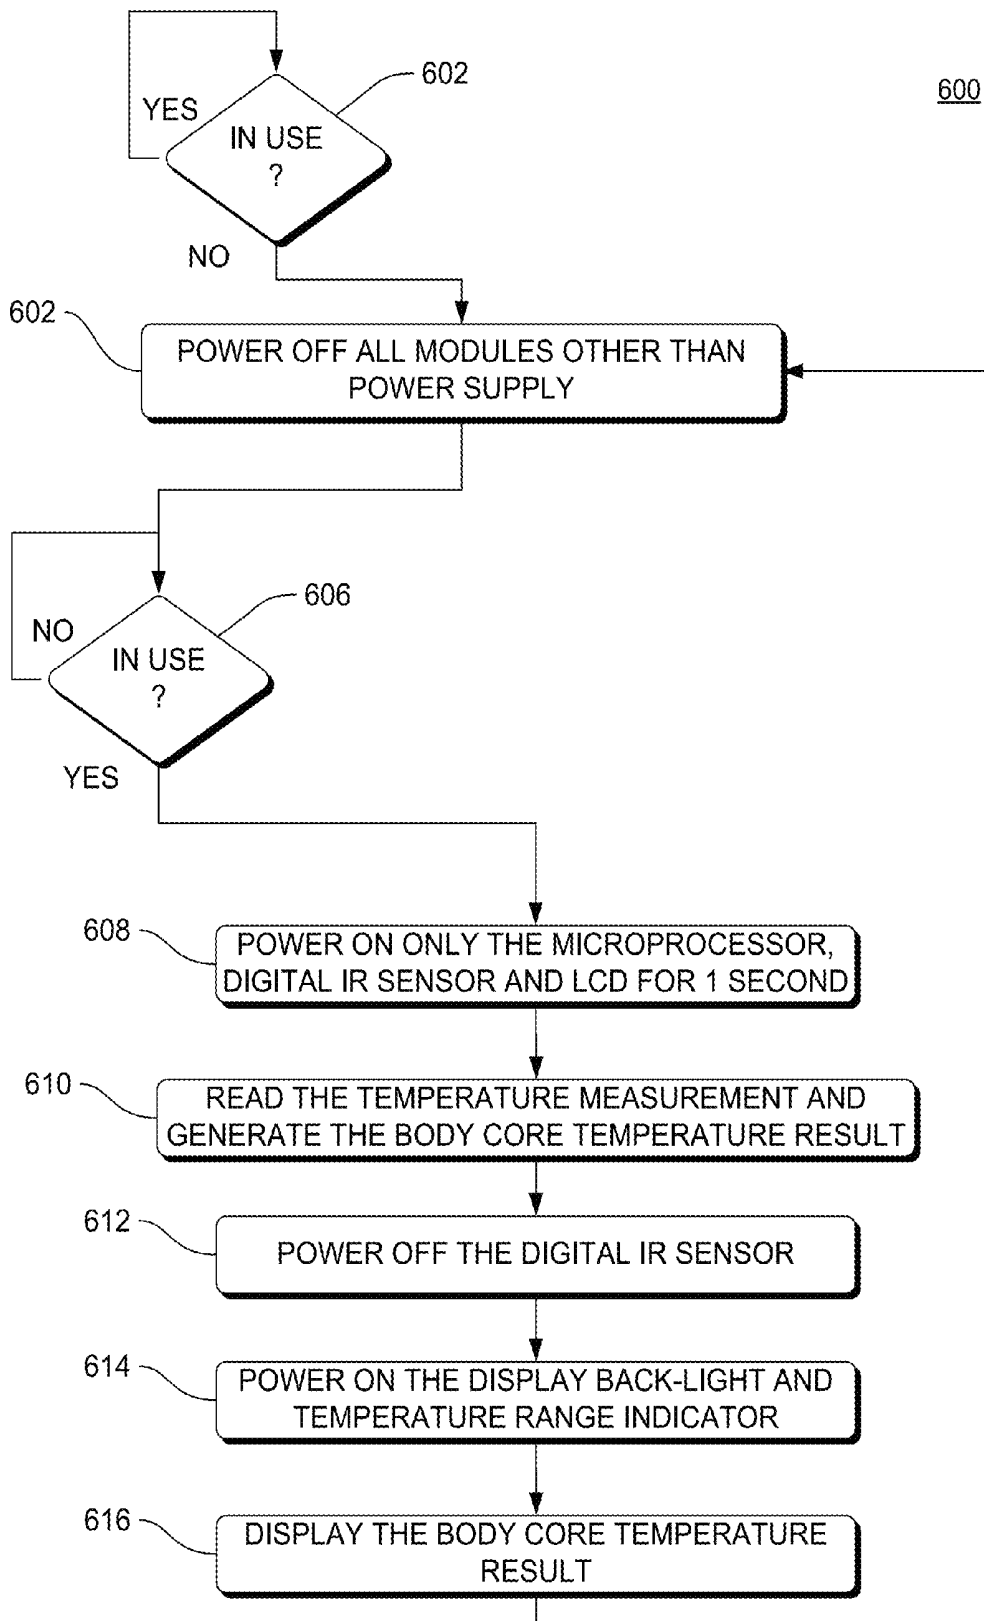 602
600
YES
IN USE
?
NO
602
POWER OFF ALL MODULES OTHER THAN
POWER SUPPLY
606
NO
IN USE
?
YES
608
POWER ON ONLY THE MICROPROCESSOR,
DIGITAL IR SENSOR AND LCD FOR 1 SECOND
610
READ THE TEMPERATURE MEASUREMENT AND
GENERATE THE BODY CORE TEMPERATURE RESULT
612
POWER OFF THE DIGITAL IR SENSOR
614
POWER ON THE DISPLAY BACK-LIGHT AND
TEMPERATURE RANGE INDICATOR
616
DISPLAY THE BODY CORE TEMPERATURE
RESULT